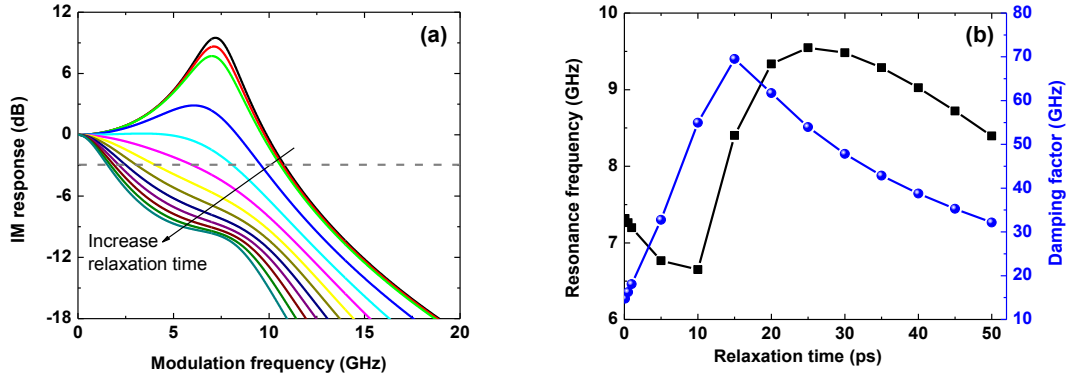 (a)
12
6
0
-6
-12
-18
IM response (dB)
Increase
relaxation time
0 5 10 15 20
Modulation frequency (GHz)
(b)
10
9
8
7
6
Resonance frequency (GHz)
80
70
60
50
40
30
20
10
Damping factor (GHz)
0 10 20 30 40 50
Relaxation time (ps)